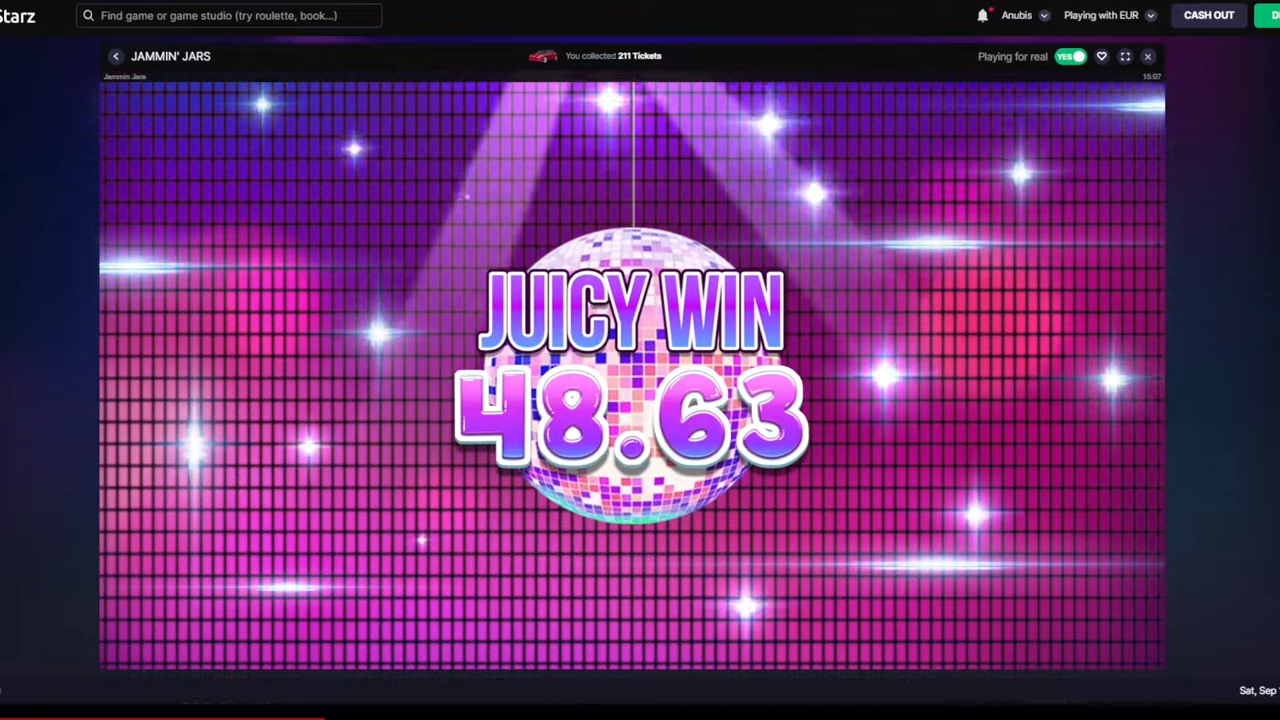 Starz
Find game or game studio (try roulette, book...)
Anubis
Playing with EUR
CASH OUT
JAMMIN' JARS
You collected 211 Tickets
Playing for real
YES
Jammin Jars
15:07
JUICY WIN
48.63
Sat, Sep